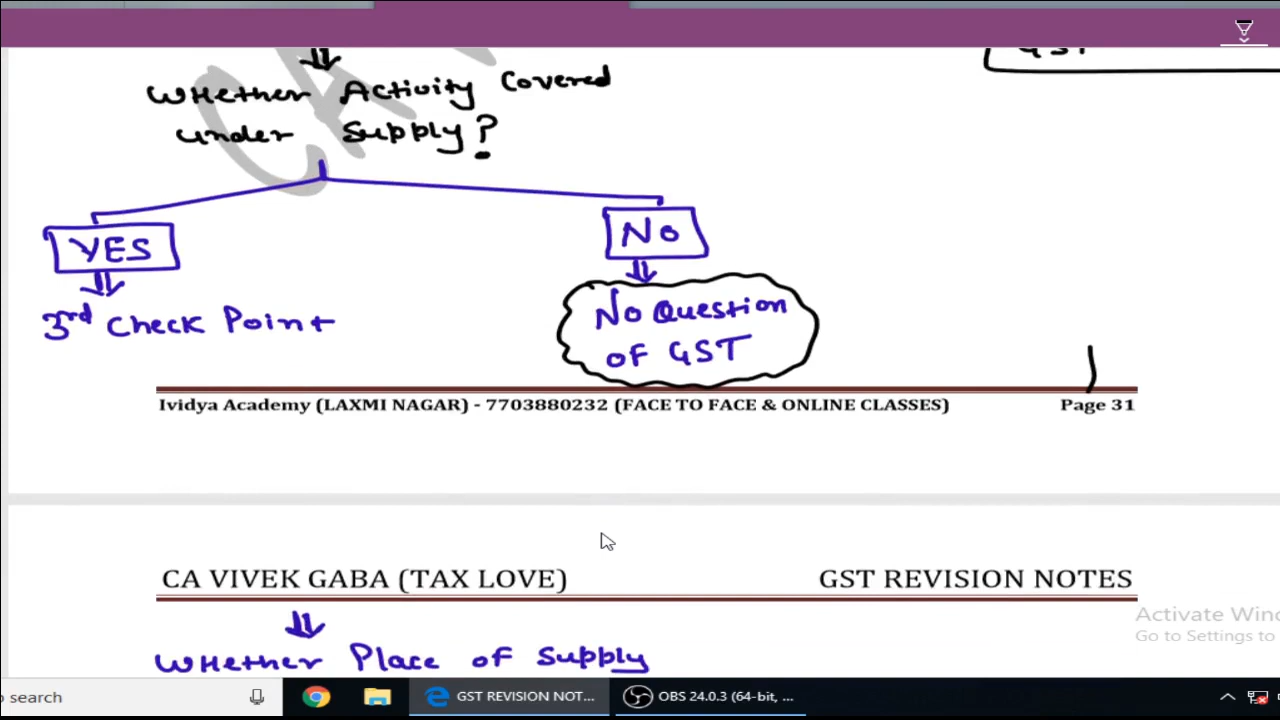 GST
Whether Activity Covered
under Supply?
YES
No
3rd Check Point
No Question
of GST
Ividya Academy (LAXMI NAGAR) - 7703880232 (FACE TO FACE & ONLINE CLASSES) Page 31
CA VIVEK GABA (TAX LOVE) GST REVISION NOTES
Whether Place of Supply
Activate Wind
Go to Settings to
o search
GST REVISION NOT...
OBS 24.0.3 (64-bit, ...